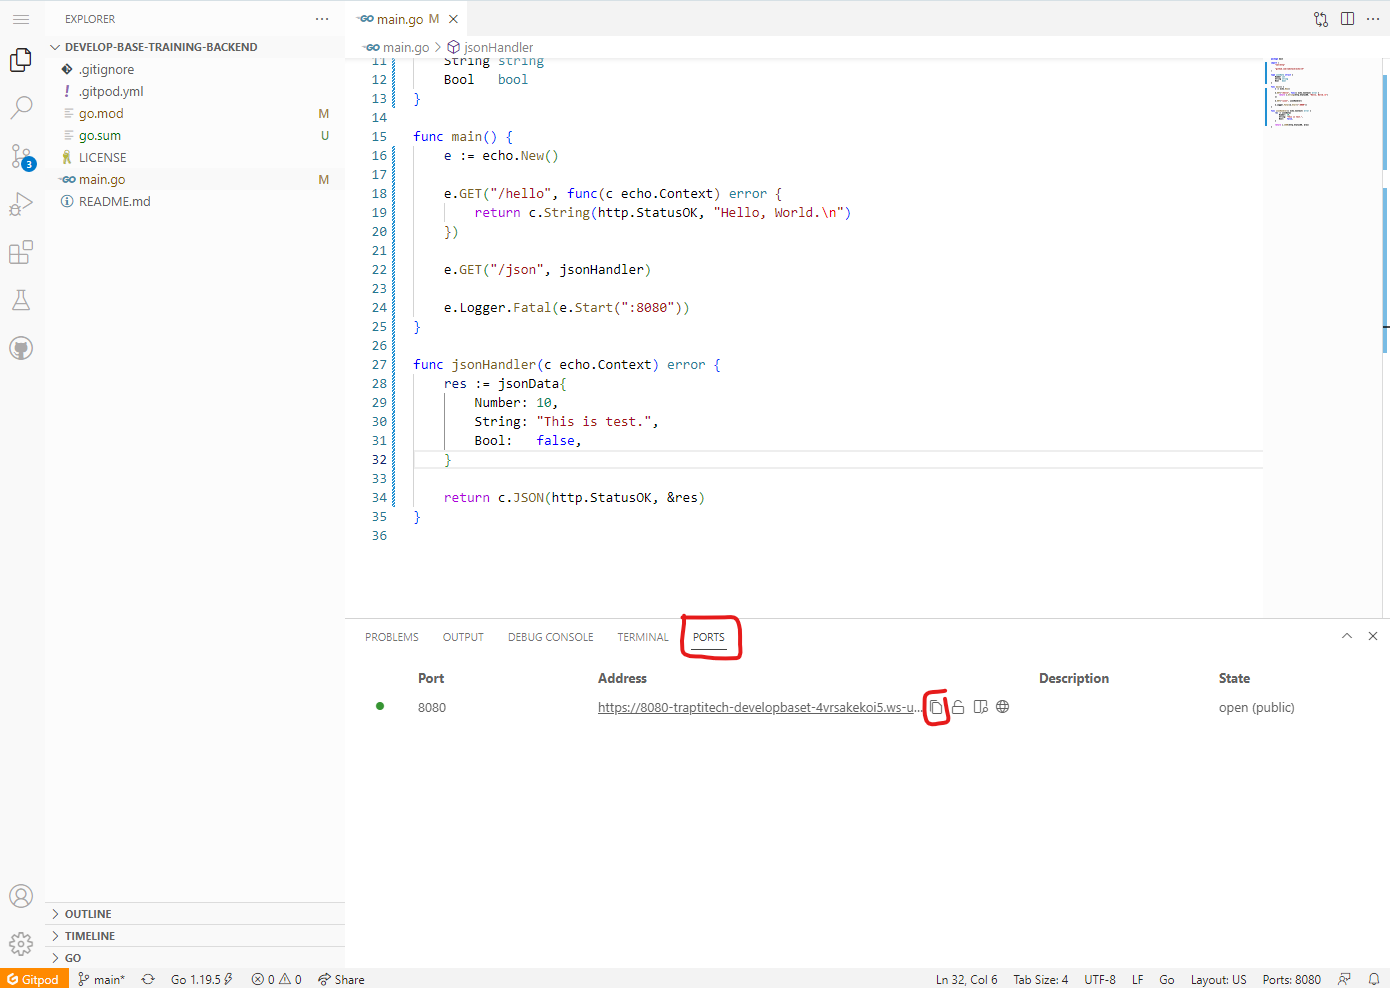 EXPLORER
main.go M
DEVELOP-BASE-TRAINING-BACKEND
.gitignore
.gitpod.yml
go.mod M
go.sum U
LICENSE
main.go M
README.md
3
main.go > jsonHandler
11 String string
12 Bool bool
13 }
14
15 func main() {
16 e := echo.New()
17
18 e.GET("/hello", func(c echo.Context) error {
19 return c.String(http.StatusOK, "Hello, World.\n")
20 })
21
22 e.GET("/json", jsonHandler)
23
24 e.Logger.Fatal(e.Start(":8080"))
25 }
26
27 func jsonHandler(c echo.Context) error {
28 res := jsonData{
29 Number: 10,
30 String: "This is test.",
31 Bool: false,
32 }
33
34 return c.JSON(http.StatusOK, &res)
35 }
36
PROBLEMS OUTPUT DEBUG CONSOLE TERMINAL PORTS
Port Address Description State
8080 https://8080-traptitech-developbaset-4vrsakekoi5.ws-u... open (public)
OUTLINE
TIMELINE
GO
Gitpod main* Go 1.19.5 0 0 Share Ln 32, Col 6 Tab Size: 4 UTF-8 LF Go Layout: US Ports: 8080